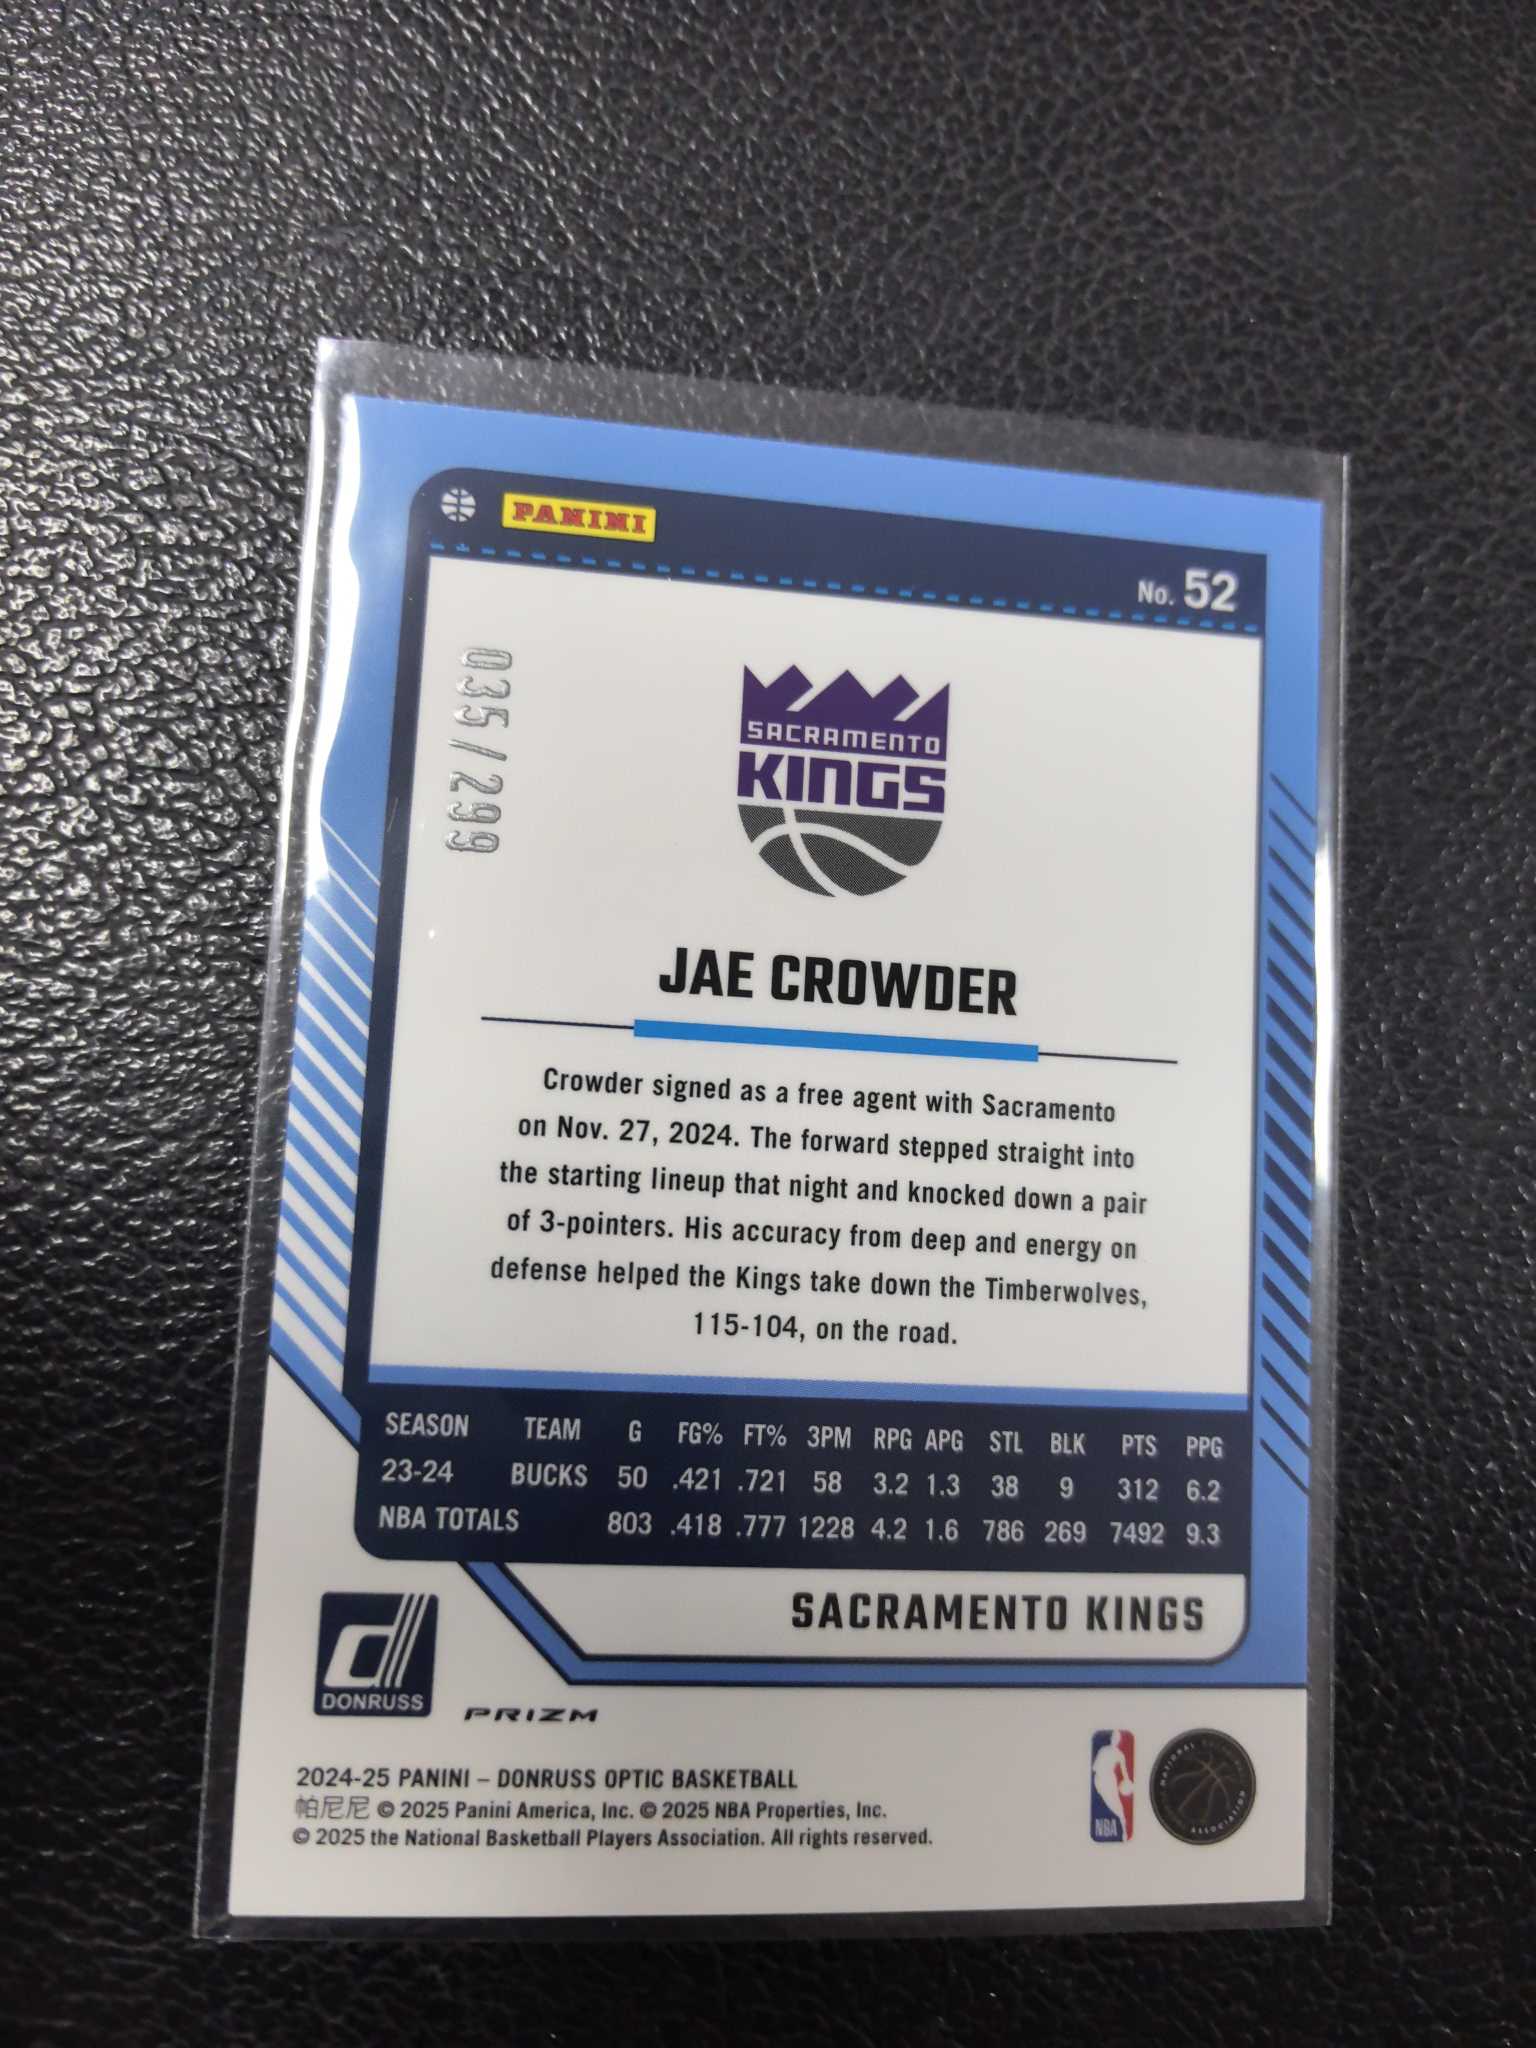 PANINI
No. 52
035/299
SACRAMENTO
KINGS
JAE CROWDER
Crowder signed as a free agent with Sacramento
on Nov. 27, 2024. The forward stepped straight into
the starting lineup that night and knocked down a pair
of 3-pointers. His accuracy from deep and energy on
defense helped the Kings take down the Timberwolves,
115-104, on the road.
SEASON TEAM G FG% FT% 3PM RPG APG STL BLK PTS PPG
23-24 BUCKS 50 .421 .721 58 3.2 1.3 38 9 312 6.2
NBA TOTALS 803 .418 .777 1228 4.2 1.6 786 269 7492 9.3
SACRAMENTO KINGS
DONRUSS
PRIZM
2024-25 PANINI – DONRUSS OPTIC BASKETBALL
帕尼尼 © 2025 Panini America, Inc. © 2025 NBA Properties, Inc.
© 2025 the National Basketball Players Association. All rights reserved.
NBA
NATIONAL
ASSOCIATION